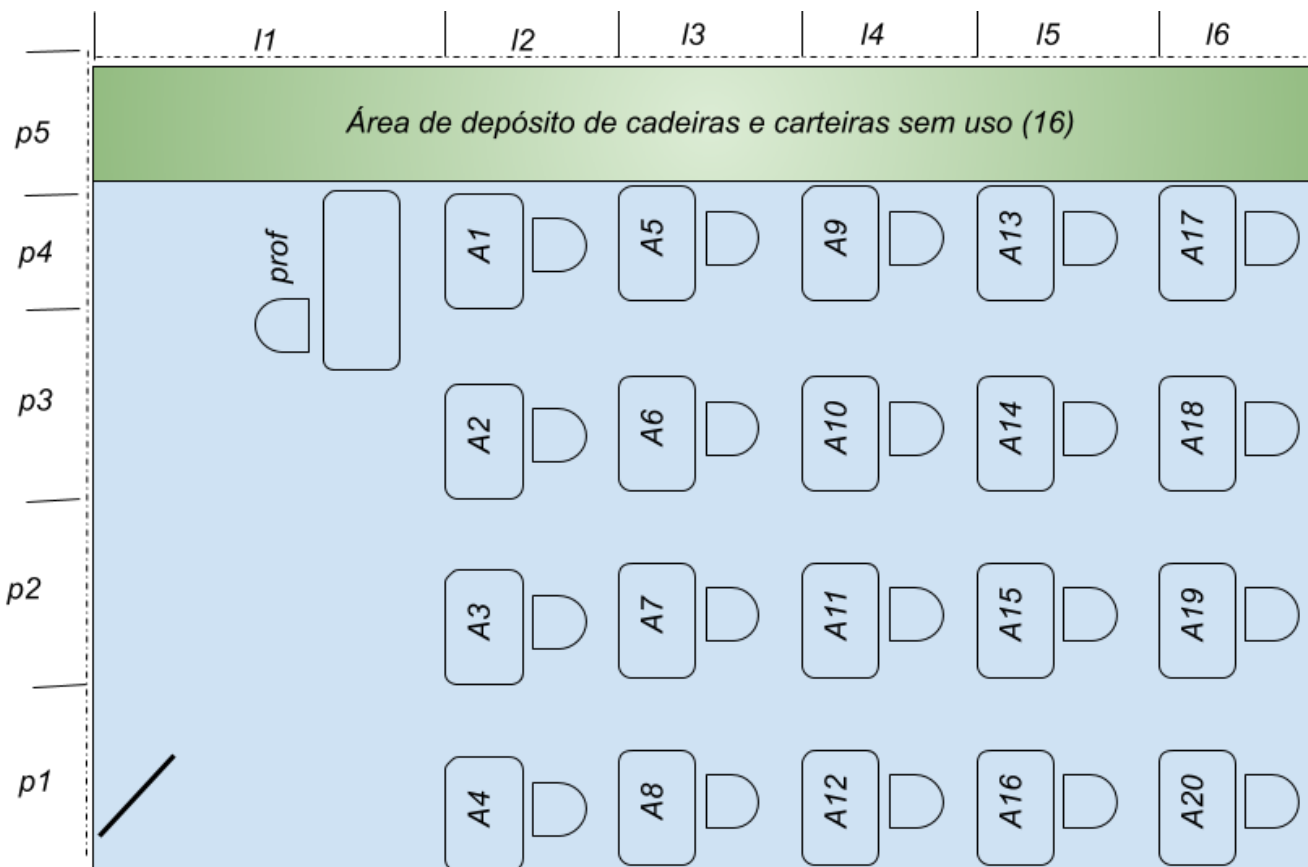 l1 l2 l3 l4 l5 l6
p5
Área de depósito de cadeiras e carteiras sem uso (16)
p4
prof
A1 A5 A9 A13 A17
p3
A2 A6 A10 A14 A18
p2
A3 A7 A11 A15 A19
p1
A4 A8 A12 A16 A20